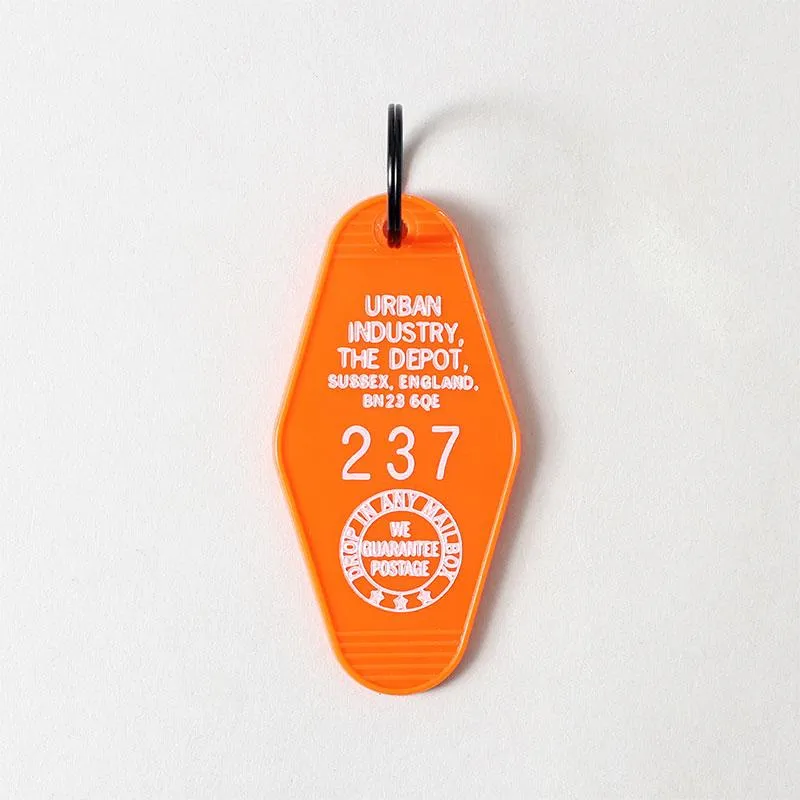 URBAN
INDUSTRY,
THE DEPOT,
SUSSEX, ENGLAND.
BN23 6QE
237
DROP IN ANY MAILBOX
WE
GUARANTEE
POSTAGE